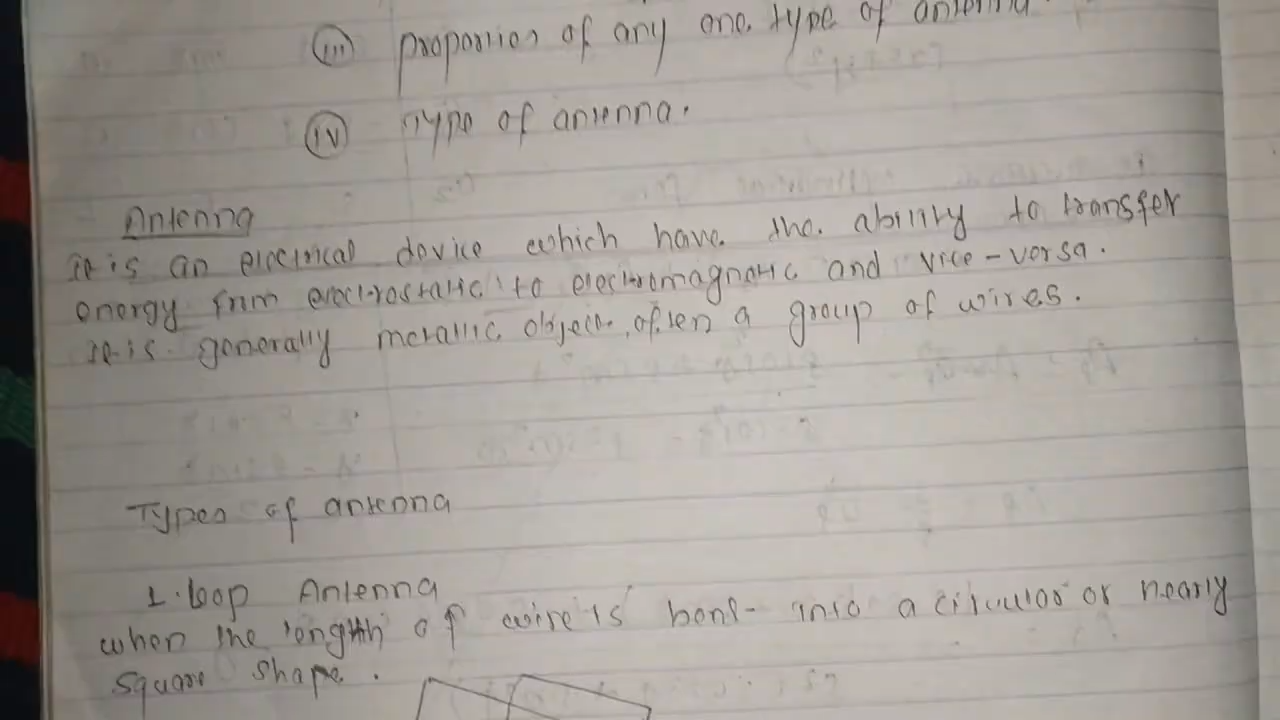 (iii) properties of any one type of antenna
(iv) Type of antenna.
Antenna
It is an electrical device which have the ability to transfer
energy from electrostatic to electromagnetic and vice-versa.
It is generally metallic object often a group of wires.
Types of antenna
1. Loop Antenna
when the length of wire is bent into a circular or nearly
square shape.